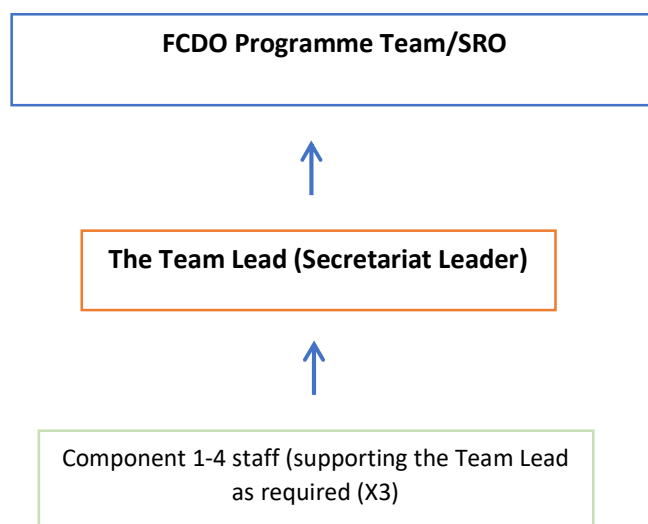 FCDO Programme Team/SRO
The Team Lead (Secretariat Leader)
Component 1-4 staff (supporting the Team Lead
as required (X3)